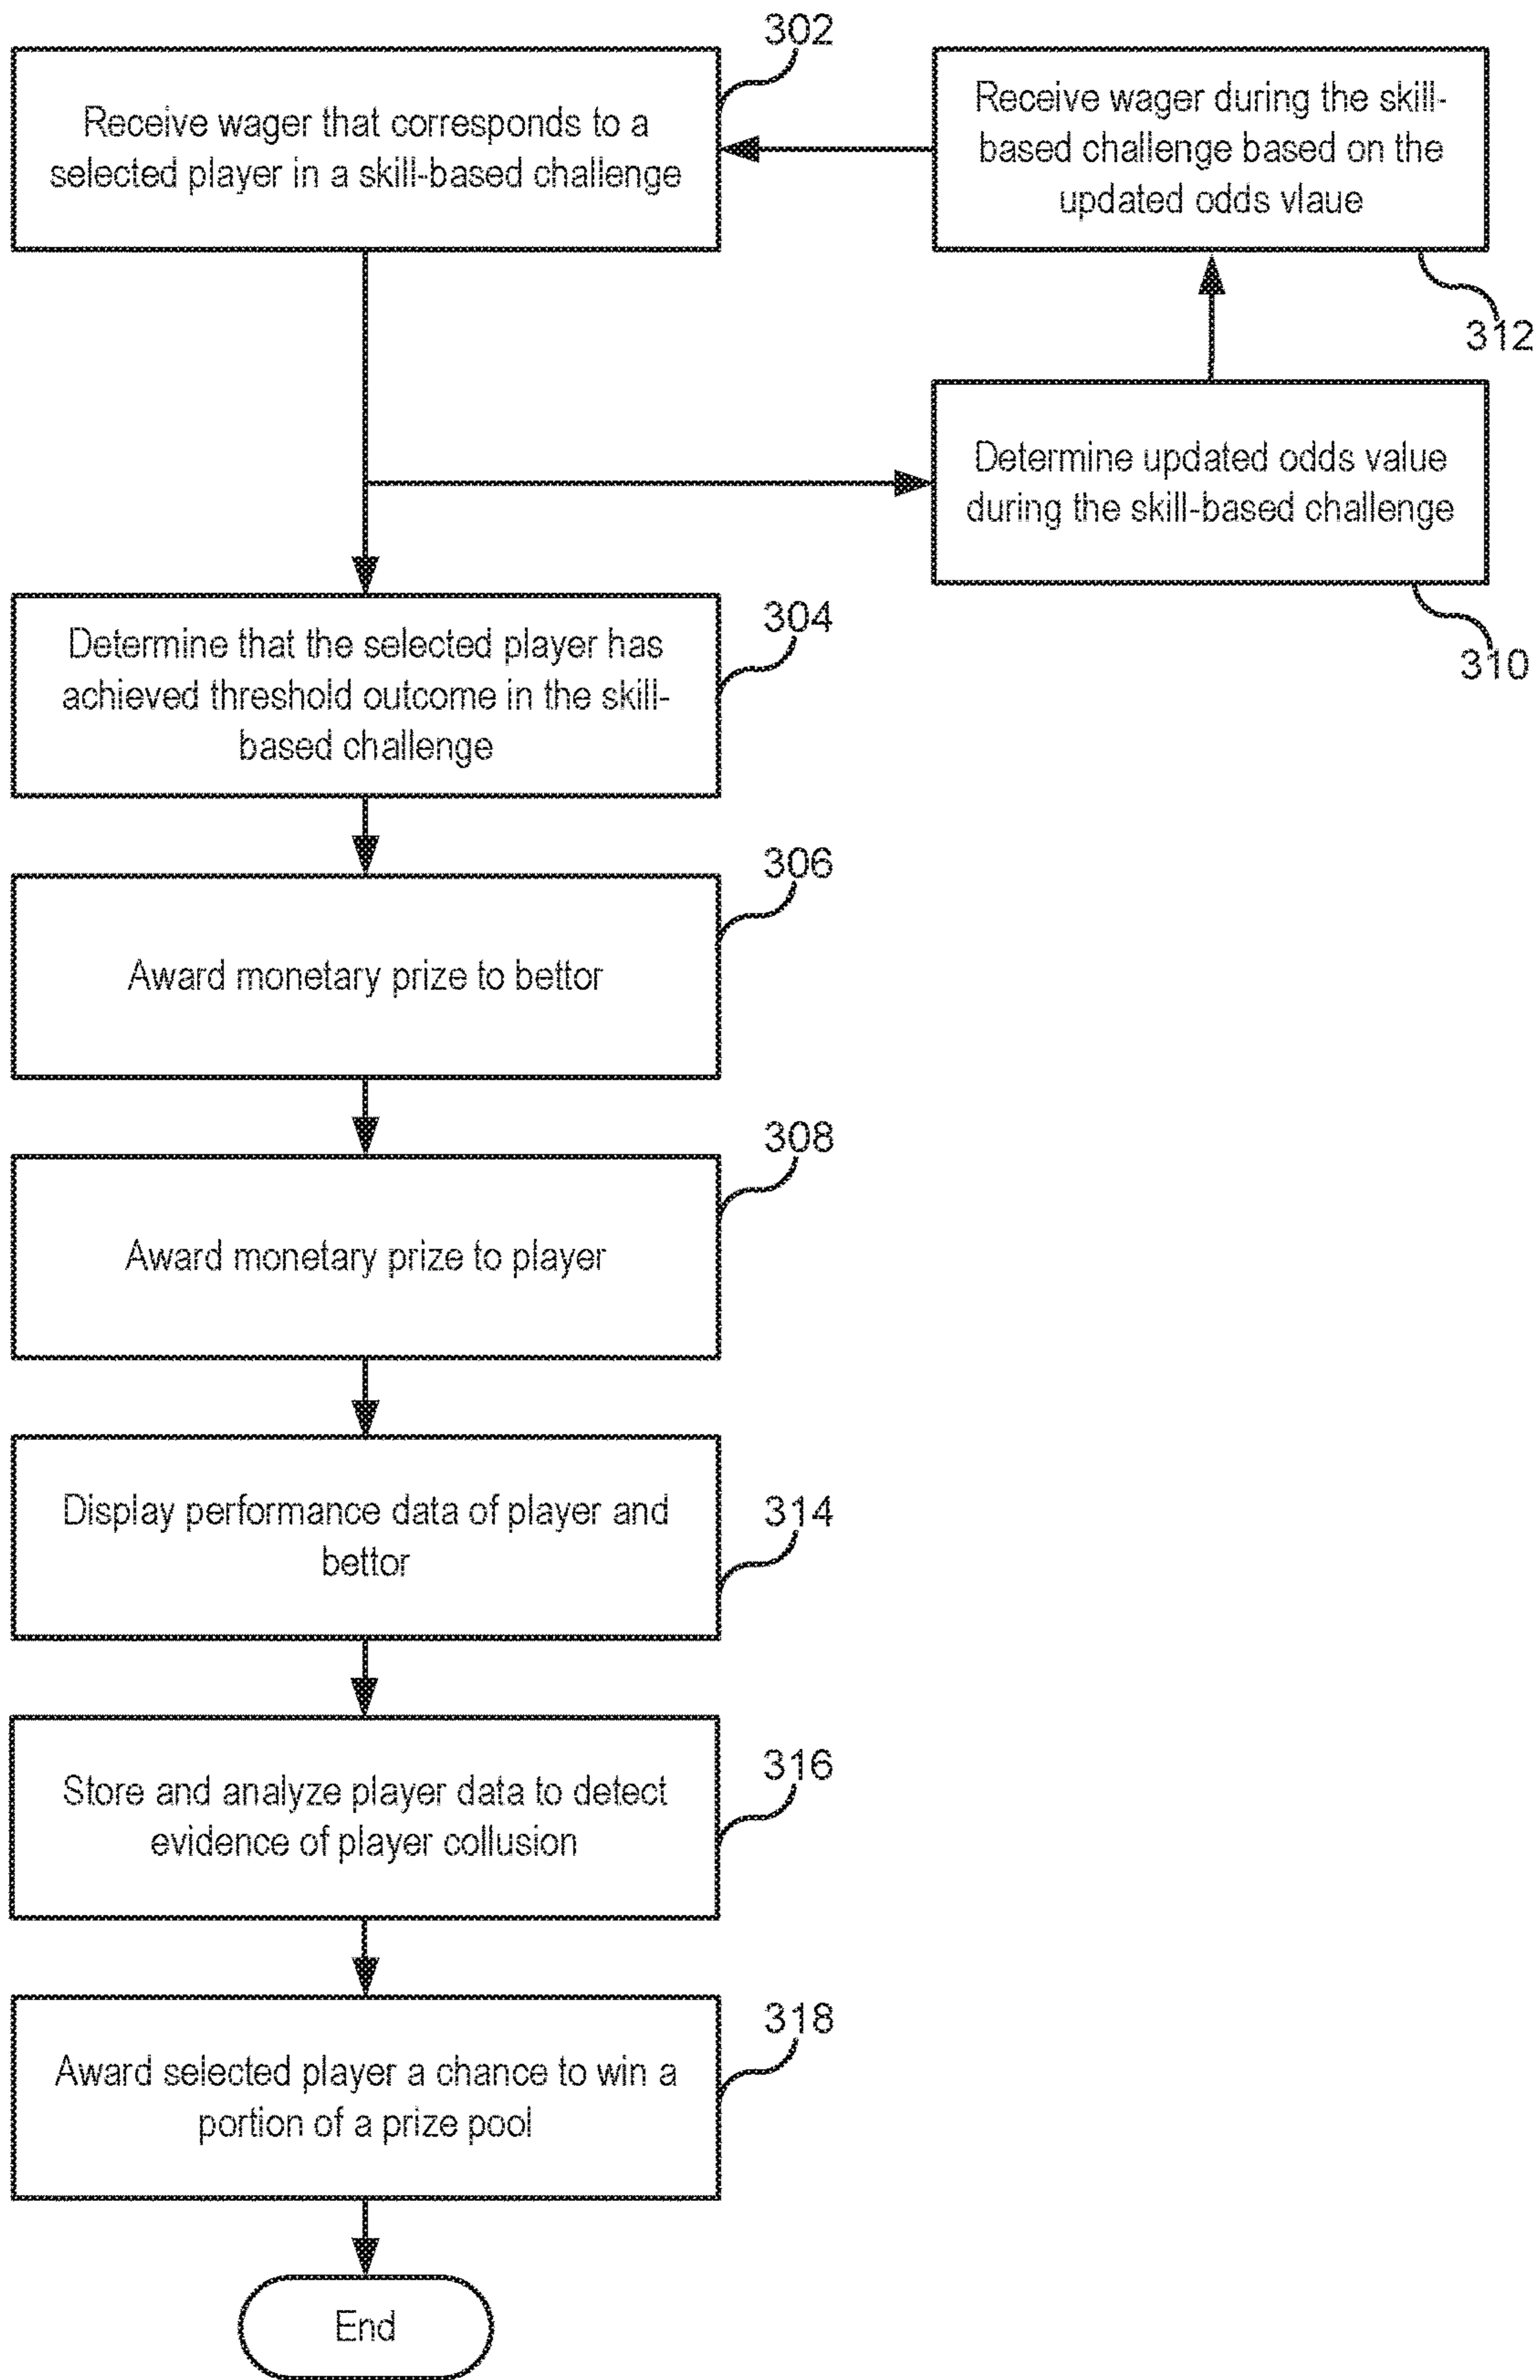 302
Receive wager that corresponds to a
selected player in a skill-based challenge
Receive wager during the skill-
based challenge based on the
updated odds vlaue
312
Determine updated odds value
during the skill-based challenge
310
304
Determine that the selected player has
achieved threshold outcome in the skill-
based challenge
306
Award monetary prize to bettor
308
Award monetary prize to player
314
Display performance data of player and
bettor
316
Store and analyze player data to detect
evidence of player collusion
318
Award selected player a chance to win a
portion of a prize pool
End